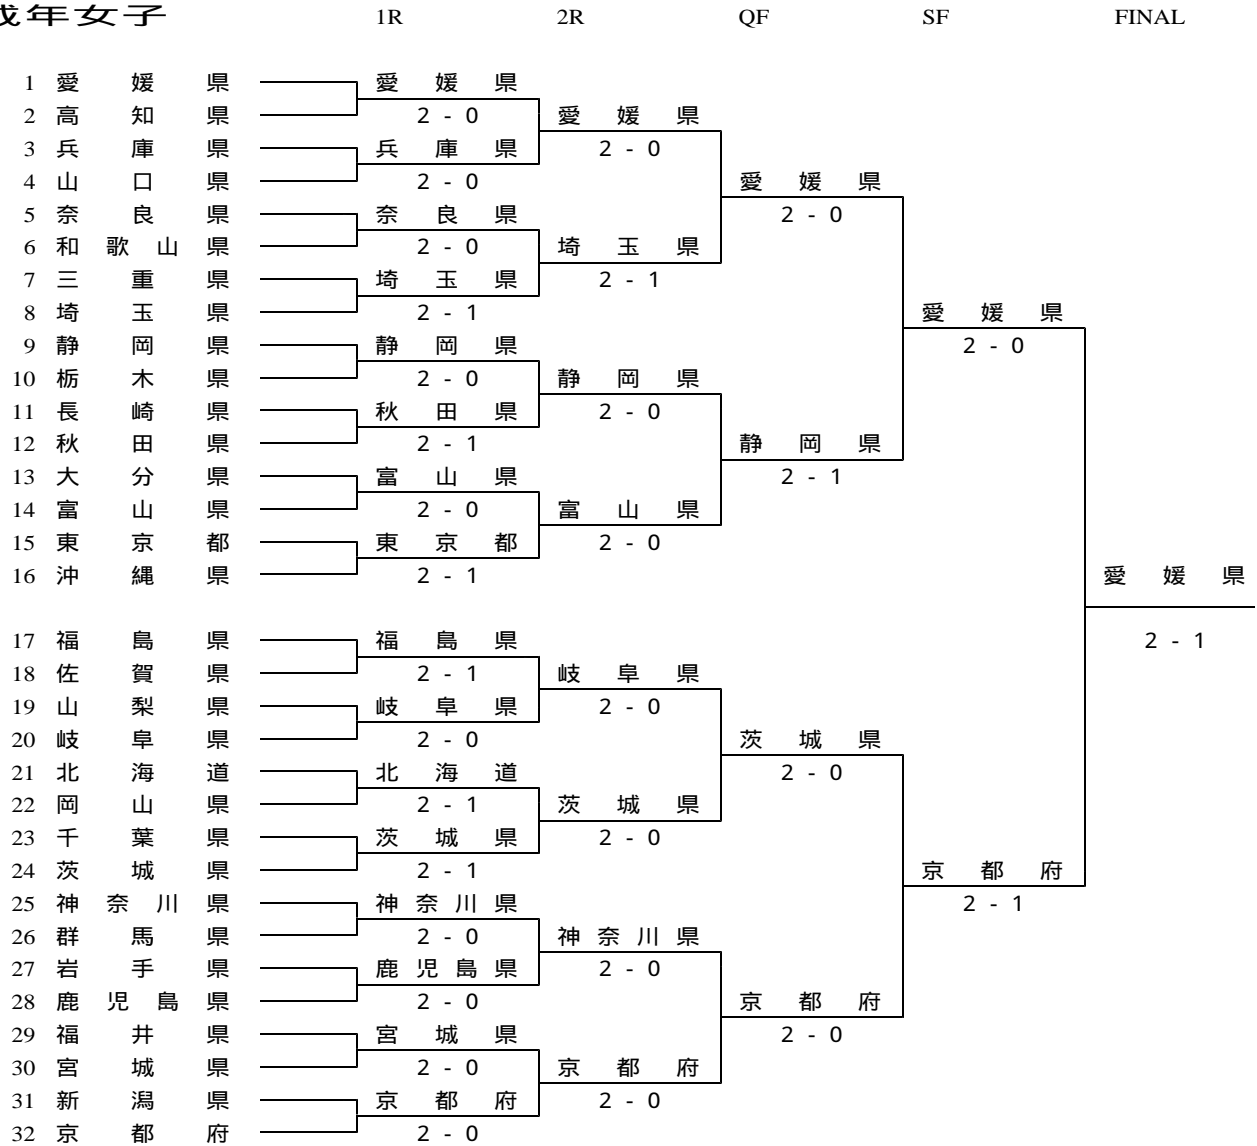 成年女子 1R 2R QF SF FINAL
1 愛媛県 愛媛県
2 高知県 2 - 0 愛媛県
3 兵庫県 兵庫県 2 - 0
4 山口県 2 - 0 愛媛県
5 奈良県 奈良県 2 - 0
6 和歌山県 2 - 0 埼玉県
7 三重県 埼玉県 2 - 1
8 埼玉県 2 - 1 愛媛県
9 静岡県 静岡県 2 - 0
10 栃木県 2 - 0 静岡県
11 長崎県 秋田県 2 - 0
12 秋田県 2 - 1 静岡県
13 大分県 富山県 2 - 1
14 富山県 2 - 0 富山県
15 東京都 東京都 2 - 0
16 沖縄県 2 - 1 愛媛県
17 福島県 福島県 2 - 1
18 佐賀県 2 - 1 岐阜県
19 山梨県 岐阜県 2 - 0
20 岐阜県 2 - 0 茨城県
21 北海道 北海道 2 - 0
22 岡山県 2 - 1 茨城県
23 千葉県 茨城県 2 - 0
24 茨城県 2 - 1 京都府
25 神奈川県 神奈川県 2 - 1
26 群馬県 2 - 0 神奈川県
27 岩手県 鹿児島県 2 - 0
28 鹿児島県 2 - 0 京都府
29 福井県 宮城県 2 - 0
30 宮城県 2 - 0 京都府
31 新潟県 京都府 2 - 0
32 京都府 2 - 0